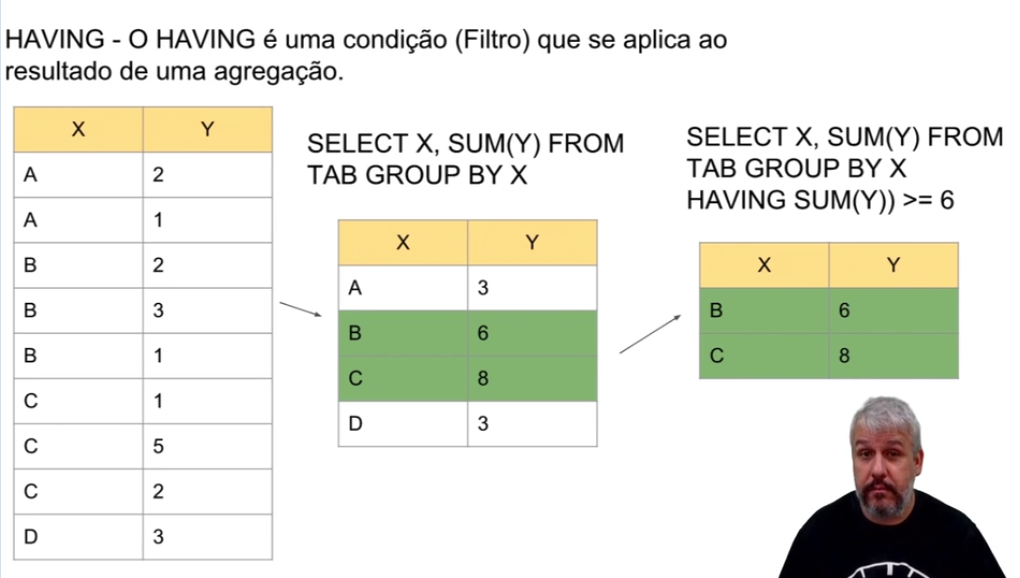 HAVING - O HAVING é uma condição (Filtro) que se aplica ao
resultado de uma agregação.
X Y
A 2
A 1
B 2
B 3
B 1
C 1
C 5
C 2
D 3
SELECT X, SUM(Y) FROM
TAB GROUP BY X
X Y
A 3
B 6
C 8
D 3
SELECT X, SUM(Y) FROM
TAB GROUP BY X
HAVING SUM(Y)) >= 6
X Y
B 6
C 8